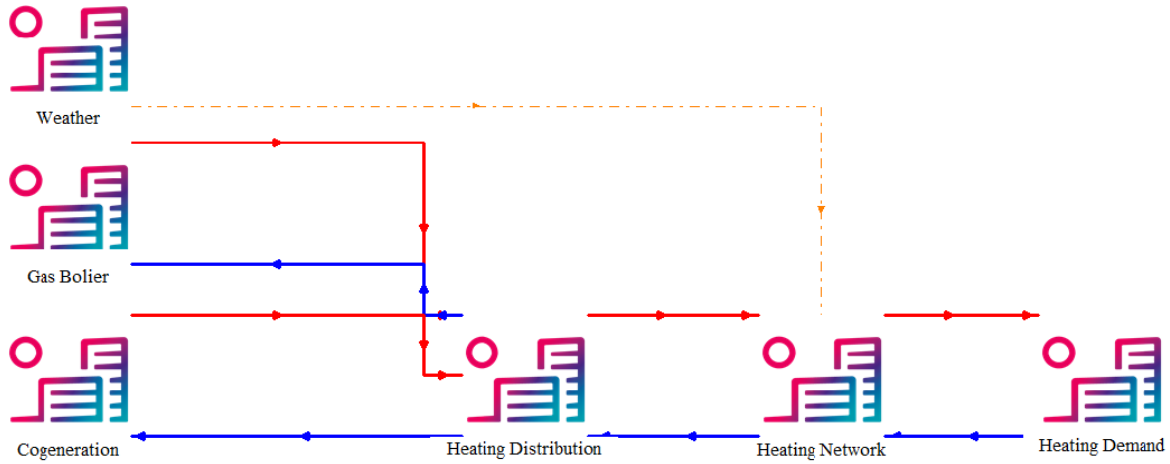 Weather
Gas Bolier
Cogeneration
Heating Distribution
Heating Network
Heating Demand